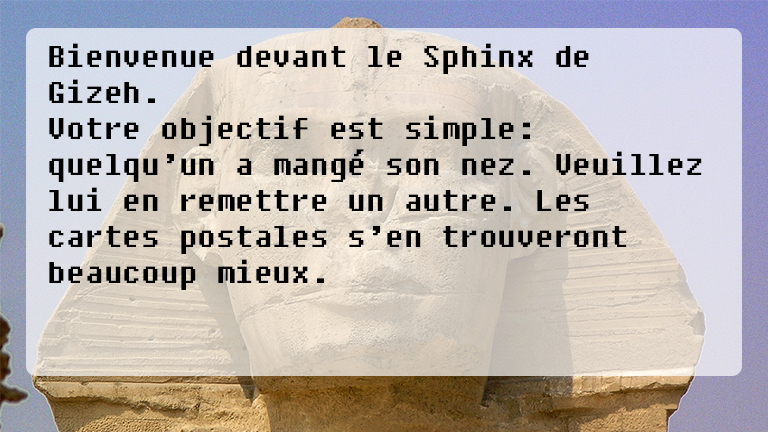 Bienvenue devant le Sphinx de
Gizeh.
Votre objectif est simple:
quelqu'un a mangé son nez. Veuillez
lui en remettre un autre. Les
cartes postales s'en trouveront
beaucoup mieux.